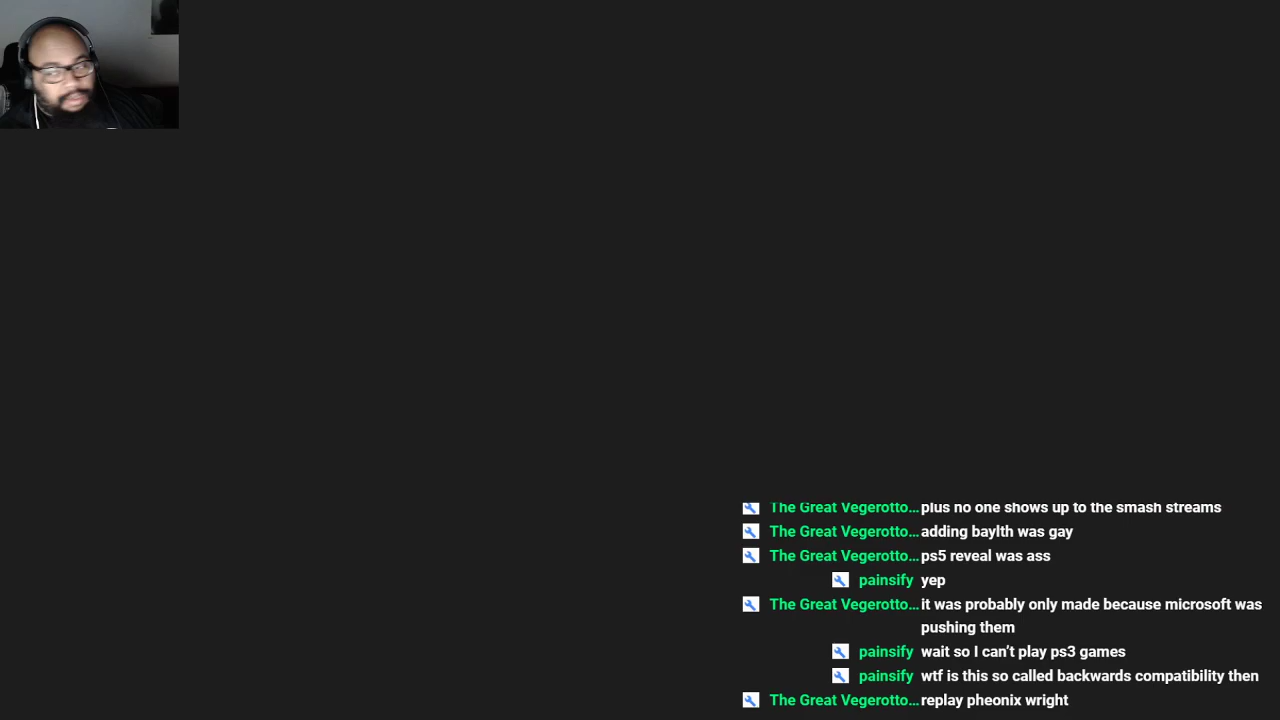 The Great Vegerotto... plus no one shows up to the smash streams
The Great Vegerotto... adding baylth was gay
The Great Vegerotto... ps5 reveal was ass
painsify yep
The Great Vegerotto... it was probably only made because microsoft was
pushing them
painsify wait so I can't play ps3 games
painsify wtf is this so called backwards compatibility then
The Great Vegerotto... replay pheonix wright